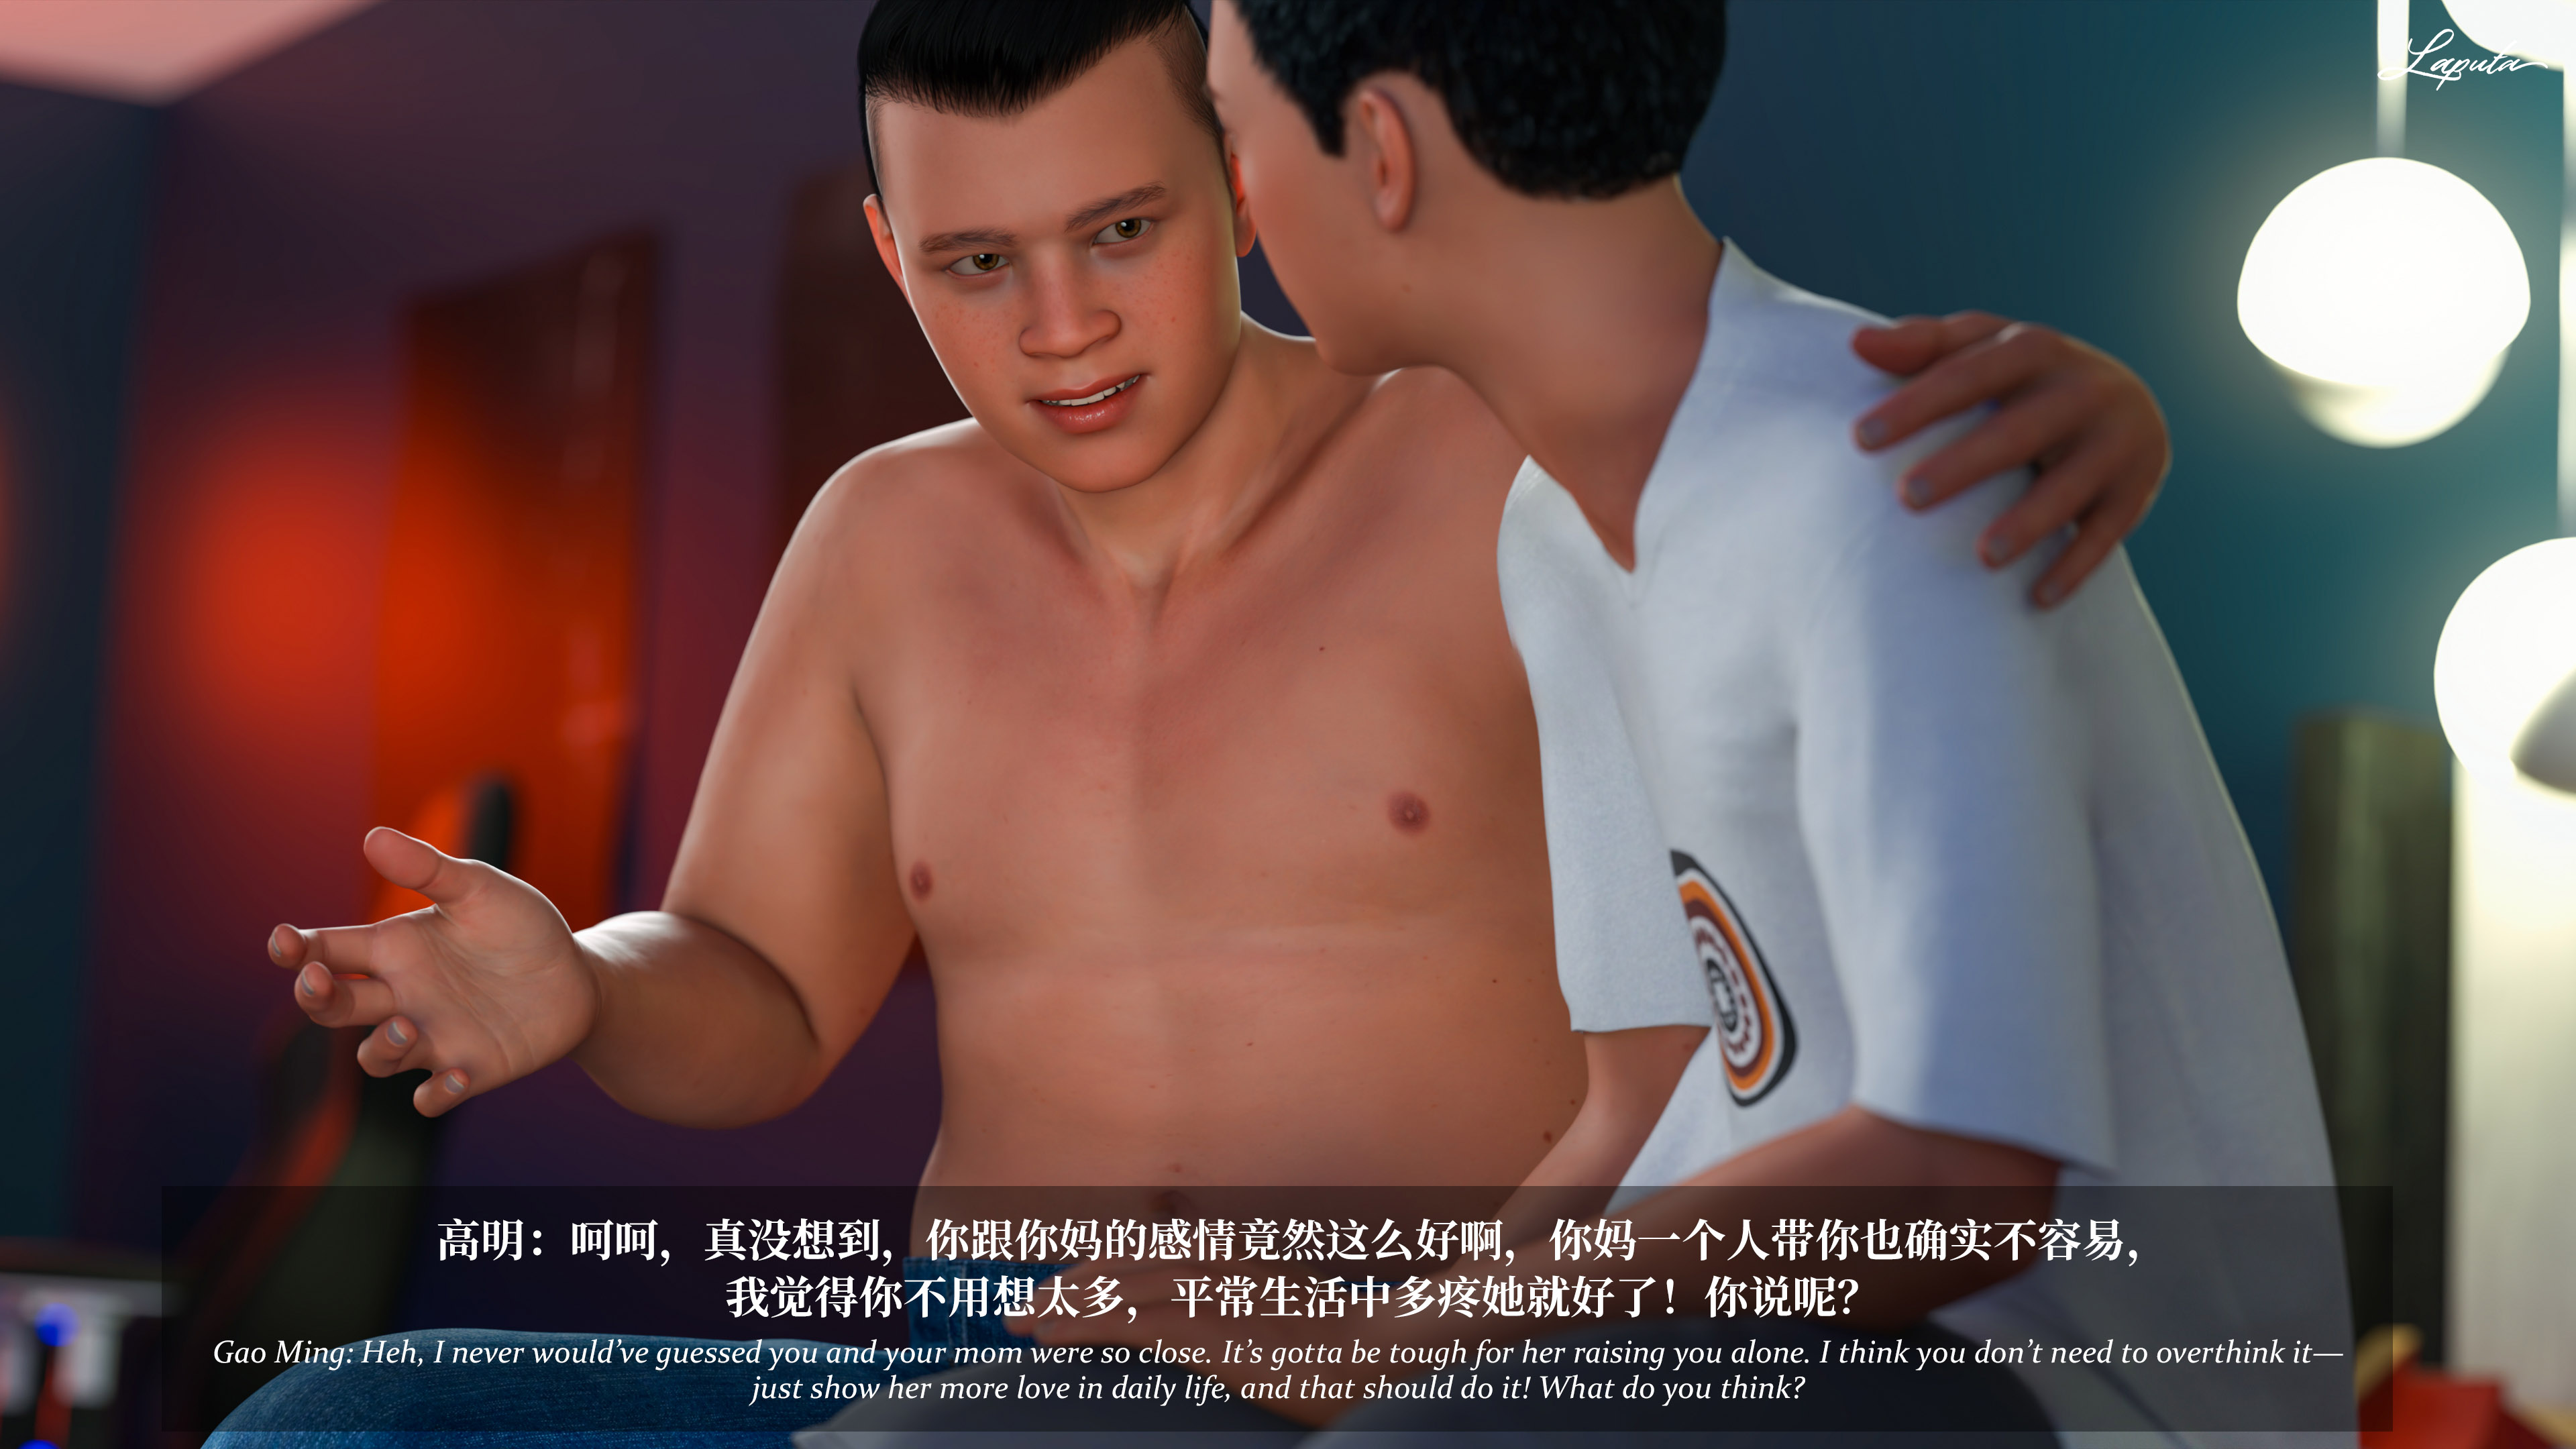 Laputa
高明：呵呵，真没想到，你跟你妈的感情竟然这么好啊，你妈一个人带你也确实不容易，
我觉得你不用想太多，平常生活中多疼她就好了！你说呢？
Gao Ming: Heh, I never would’ve guessed you and your mom were so close. It’s gotta be tough for her raising you alone. I think you don’t need to overthink it—
just show her more love in daily life, and that should do it! What do you think?